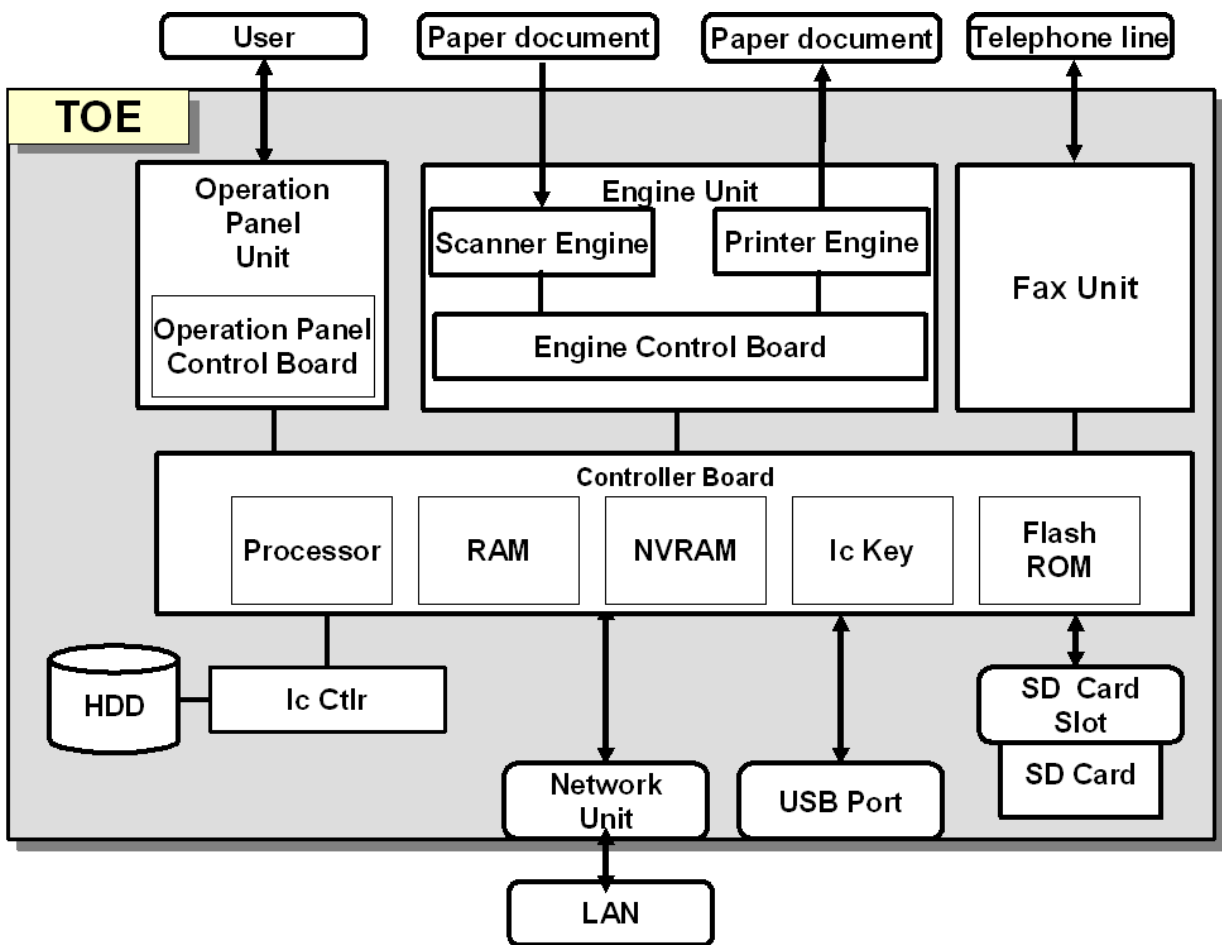 User
Paper document
Paper document
Telephone line
TOE
Operation
Panel
Unit
Operation Panel
Control Board
Engine Unit
Scanner Engine
Printer Engine
Engine Control Board
Fax Unit
Controller Board
Processor
RAM
NVRAM
Ic Key
Flash
ROM
HDD
Ic Ctlr
Network
Unit
USB Port
SD Card
Slot
SD Card
LAN